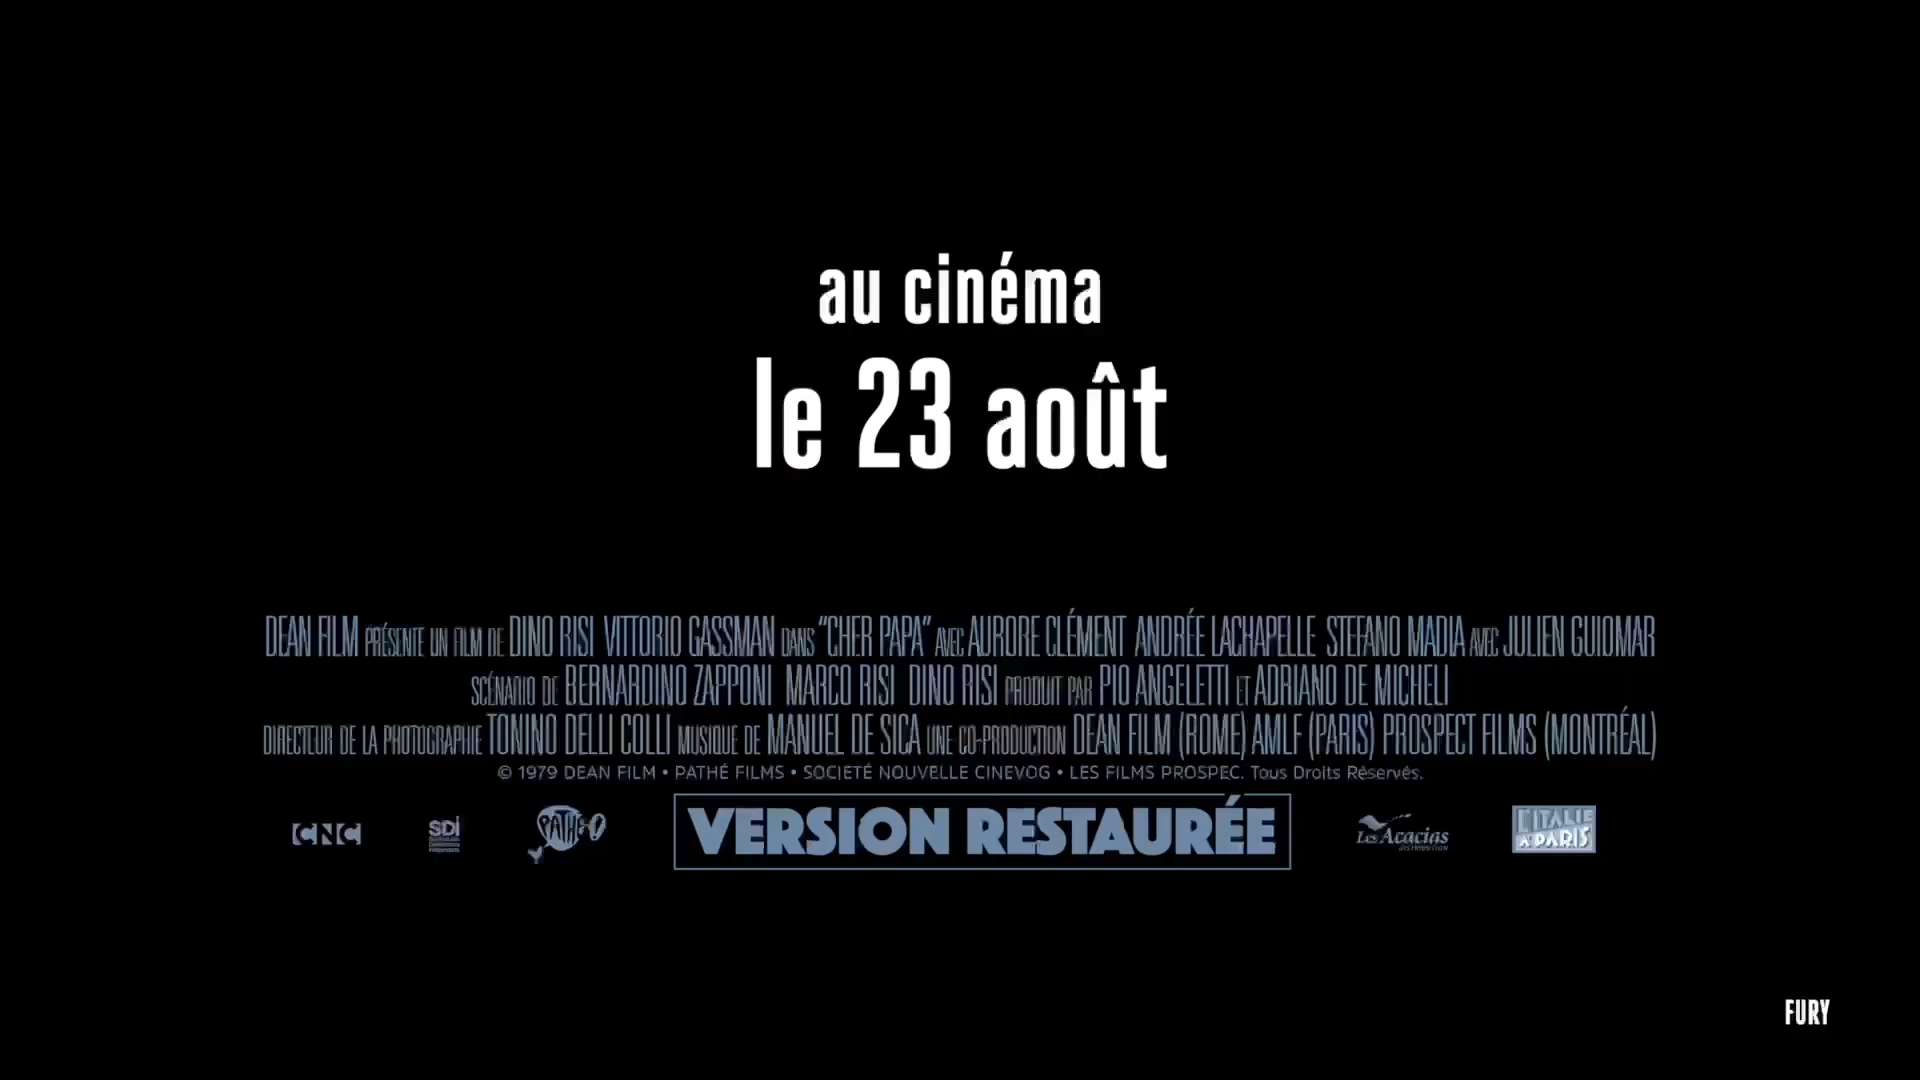 au cinéma
le 23 août
DEAN FILM PRÉSENTE UN FILM DE DINO RISI VITTORIO GASSMAN DANS "CHER PAPA" AVEC AURORE CLÉMENT ANDRÉE LACHAPELLE STEFANO MADIA AVEC JULIEN GUIOMAR
SCÉNARIO DE BERNARDINO ZAPPONI MARCO RISI DINO RISI PRODUIT PAR PIO ANGELETTI ET ADRIANO DE MICHELI
DIRECTEUR DE LA PHOTOGRAPHIE TONINO DELLI COLLI MUSIQUE DE MANUEL DE SICA UNE CO-PRODUCTION DEAN FILM (ROME) AMLF (PARIS) PROSPECT FILMS (MONTRÉAL)
© 1979 DEAN FILM • PATHÉ FILMS • SOCIETÉ NOUVELLE CINEVOG • LES FILMS PROSPEC. Tous Droits Réservés.
CNC
SDI
PATHÉ
VERSION RESTAURÉE
Les Acacias
DISTRIBUTION
L'ITALIE
À PARIS
FURY